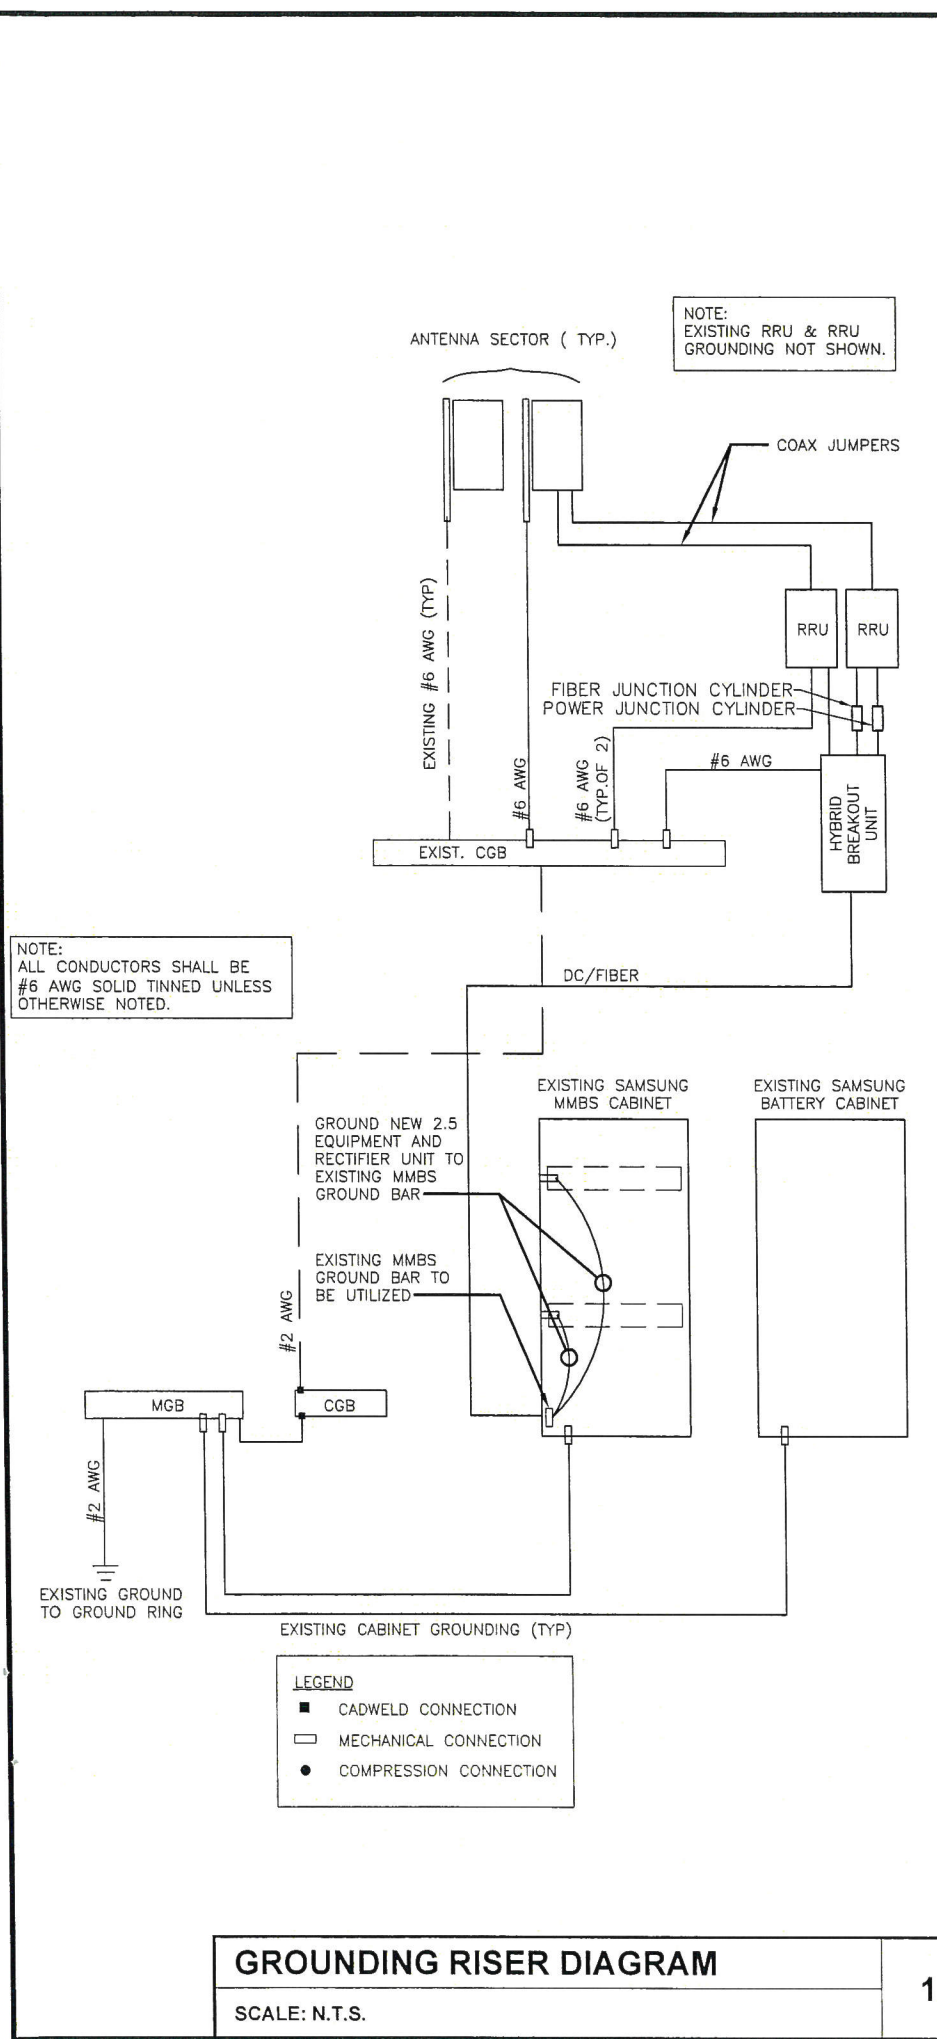 NOTE:
EXISTING RRU & RRU
GROUNDING NOT SHOWN.
ANTENNA SECTOR ( TYP.)
COAX JUMPERS
EXISTING #6 AWG (TYP)
RRU
RRU
FIBER JUNCTION CYLINDER
POWER JUNCTION CYLINDER
#6 AWG
#6 AWG
(TYP.OF 2)
#6 AWG
HYBRID
BREAKOUT
UNIT
EXIST. CGB
NOTE:
ALL CONDUCTORS SHALL BE
#6 AWG SOLID TINNED UNLESS
OTHERWISE NOTED.
DC/FIBER
EXISTING SAMSUNG
MMBS CABINET
EXISTING SAMSUNG
BATTERY CABINET
GROUND NEW 2.5
EQUIPMENT AND
RECTIFIER UNIT TO
EXISTING MMBS
GROUND BAR
EXISTING MMBS
GROUND BAR TO
BE UTILIZED
#2 AWG
MGB
CGB
#2 AWG
EXISTING GROUND
TO GROUND RING
EXISTING CABINET GROUNDING (TYP)
LEGEND
CADWELD CONNECTION
MECHANICAL CONNECTION
COMPRESSION CONNECTION
GROUNDING RISER DIAGRAM
1
SCALE: N.T.S.